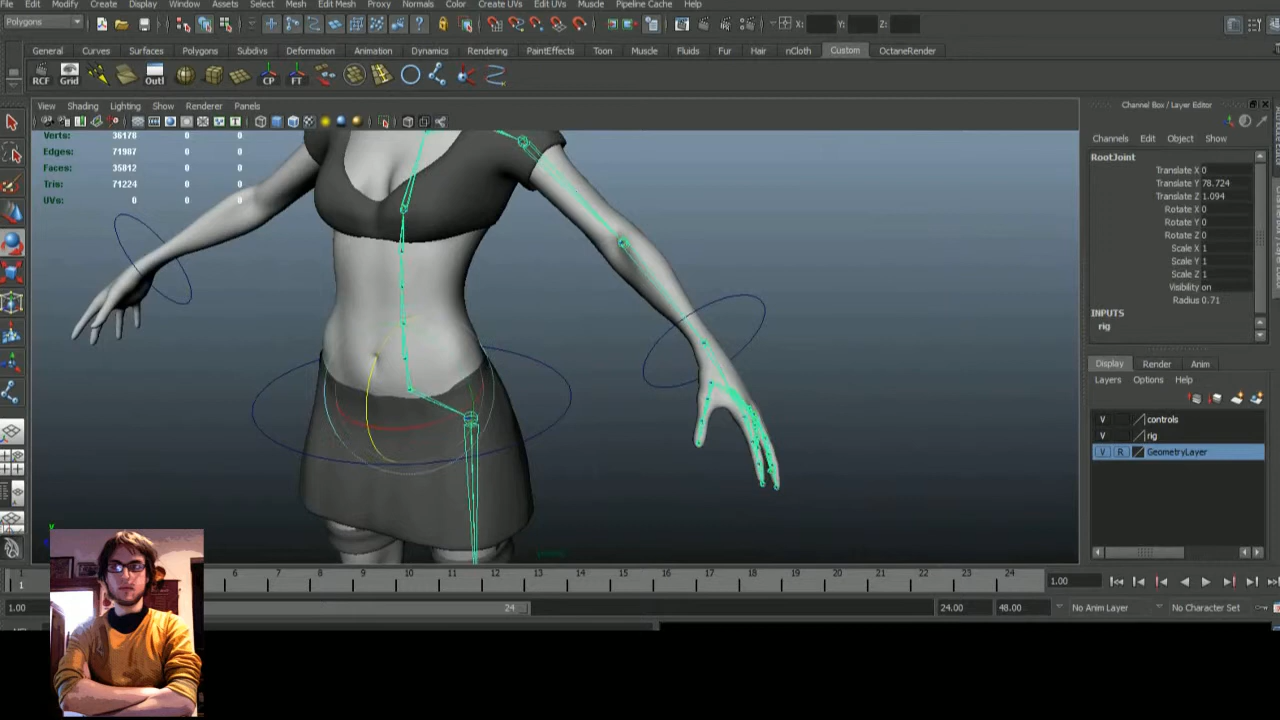 File Edit Modify Create Display Window Assets Select Mesh Edit Mesh Proxy Normals Color Create UVs Edit UVs Muscle Pipeline Cache Help
Polygons X: Y: Z:
General Curves Surfaces Polygons Subdivs Deformation Animation Dynamics Rendering PaintEffects Toon Muscle Fluids Fur Hair nCloth Custom OctaneRender
RCF Grid Outl CP FT
View Shading Lighting Show Renderer Panels
Channel Box / Layer Editor
Channels Edit Object Show
Verts: 36178 0 0
Edges: 71987 0 0
Faces: 35812 0 0
Tris: 71224 0 0
UVs: 0 0 0
RootJoint
Translate X 0
Translate Y 78.724
Translate Z 1.094
Rotate X 0
Rotate Y 0
Rotate Z 0
Scale X 1
Scale Y 1
Scale Z 1
Visibility on
Radius 0.71
INPUTS
rig
Display Render Anim
Layers Options Help
V controls
V rig
V R GeometryLayer
1 6 7 8 9 10 11 12 13 14 15 16 17 18 19 20 21 22 23 24
1 1.00
1.00 24 24.00 48.00 No Anim Layer No Character Set